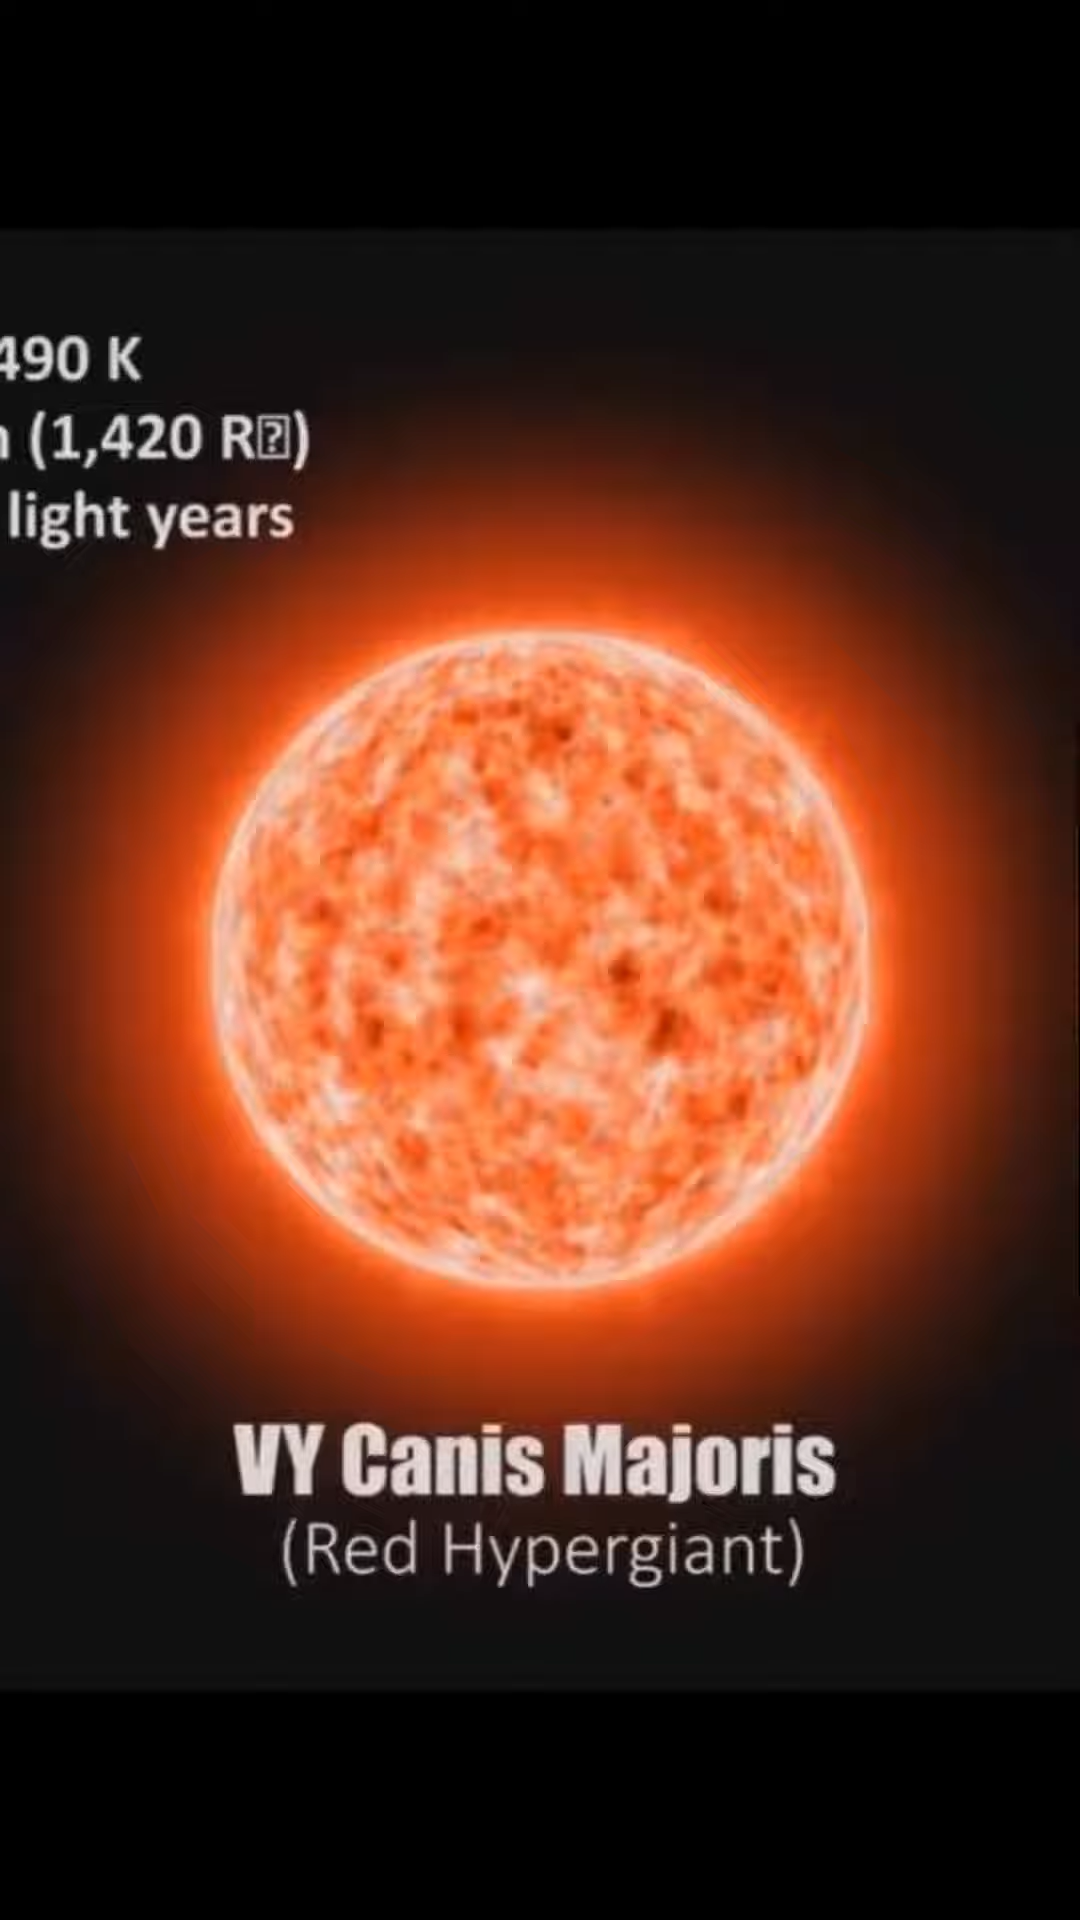 490 K
(1,420 R⍰)
light years
VY Canis Majoris
(Red Hypergiant)